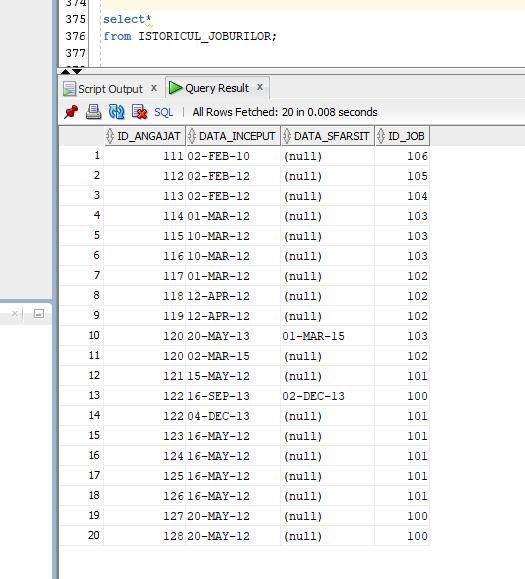 374
375 select*
376 from ISTORICUL_JOBURILOR;
377
Script Output x Query Result x
SQL | All Rows Fetched: 20 in 0.008 seconds
ID_ANGAJAT DATA_INCEPUT DATA_SFARSIT ID_JOB
1 111 02-FEB-10 (null) 106
2 112 02-FEB-12 (null) 105
3 113 02-FEB-12 (null) 104
4 114 01-MAR-12 (null) 103
5 115 10-MAR-12 (null) 103
6 116 10-MAR-12 (null) 103
7 117 01-MAR-12 (null) 102
8 118 12-APR-12 (null) 102
9 119 12-APR-12 (null) 102
10 120 20-MAY-13 01-MAR-15 103
11 120 02-MAR-15 (null) 102
12 121 15-MAY-12 (null) 101
13 122 16-SEP-13 02-DEC-13 100
14 122 04-DEC-13 (null) 101
15 123 16-MAY-12 (null) 101
16 124 16-MAY-12 (null) 101
17 125 16-MAY-12 (null) 101
18 126 16-MAY-12 (null) 101
19 127 20-MAY-12 (null) 100
20 128 20-MAY-12 (null) 100